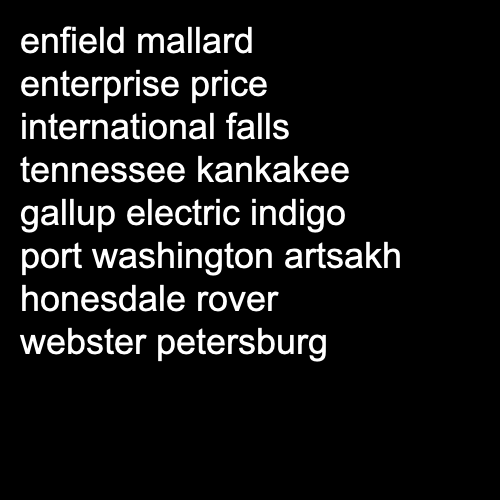 enfield mallard
enterprise price
international falls
tennessee kankakee
gallup electric indigo
port washington artsakh
honesdale rover
webster petersburg